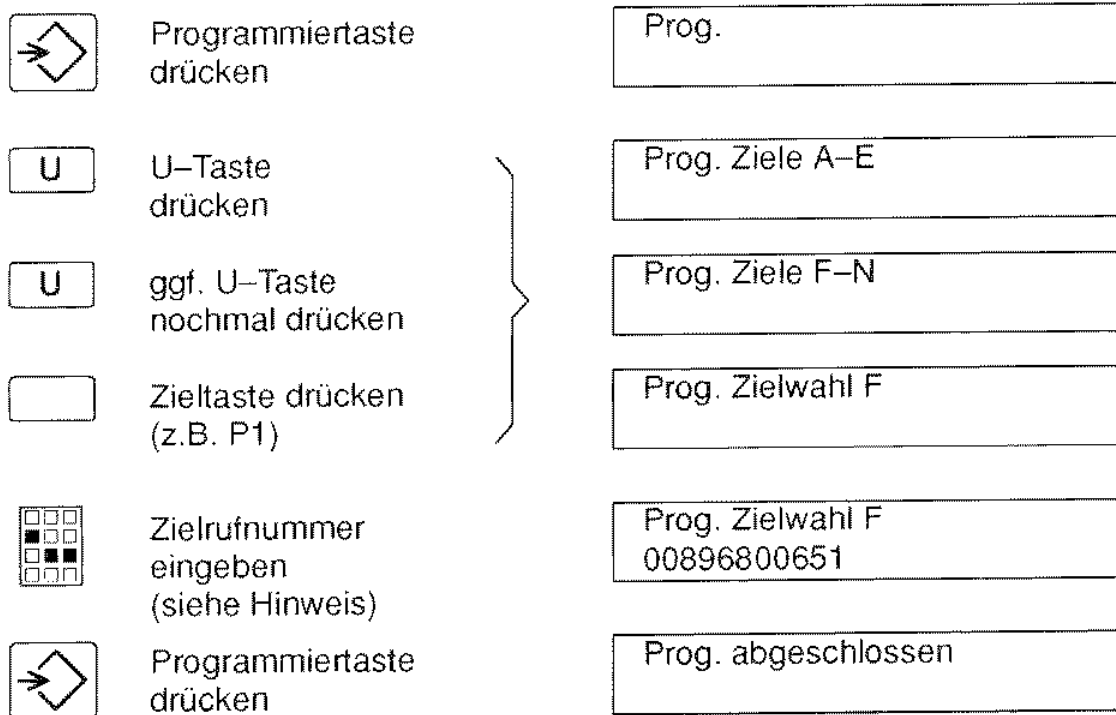 Programmiertaste
drücken
Prog.
U
U–Taste
drücken
Prog. Ziele A–E
U
ggf. U–Taste
nochmal drücken
Prog. Ziele F–N
Zieltaste drücken
(z.B. P1)
Prog. Zielwahl F
Zielrufnummer
eingeben
(siehe Hinweis)
Prog. Zielwahl F
00896800651
Programmiertaste
drücken
Prog. abgeschlossen